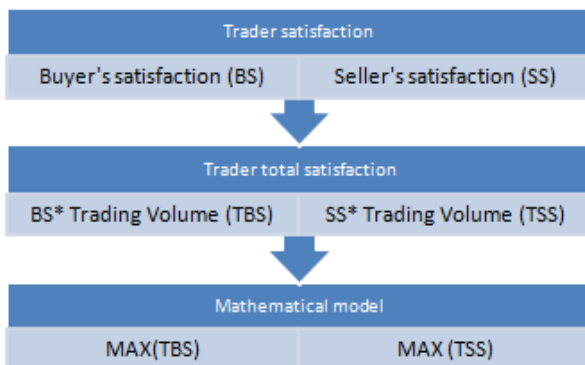 Trader satisfaction
Buyer's satisfaction (BS) Seller's satisfaction (SS)
Trader total satisfaction
BS* Trading Volume (TBS) SS* Trading Volume (TSS)
Mathematical model
MAX(TBS) MAX (TSS)